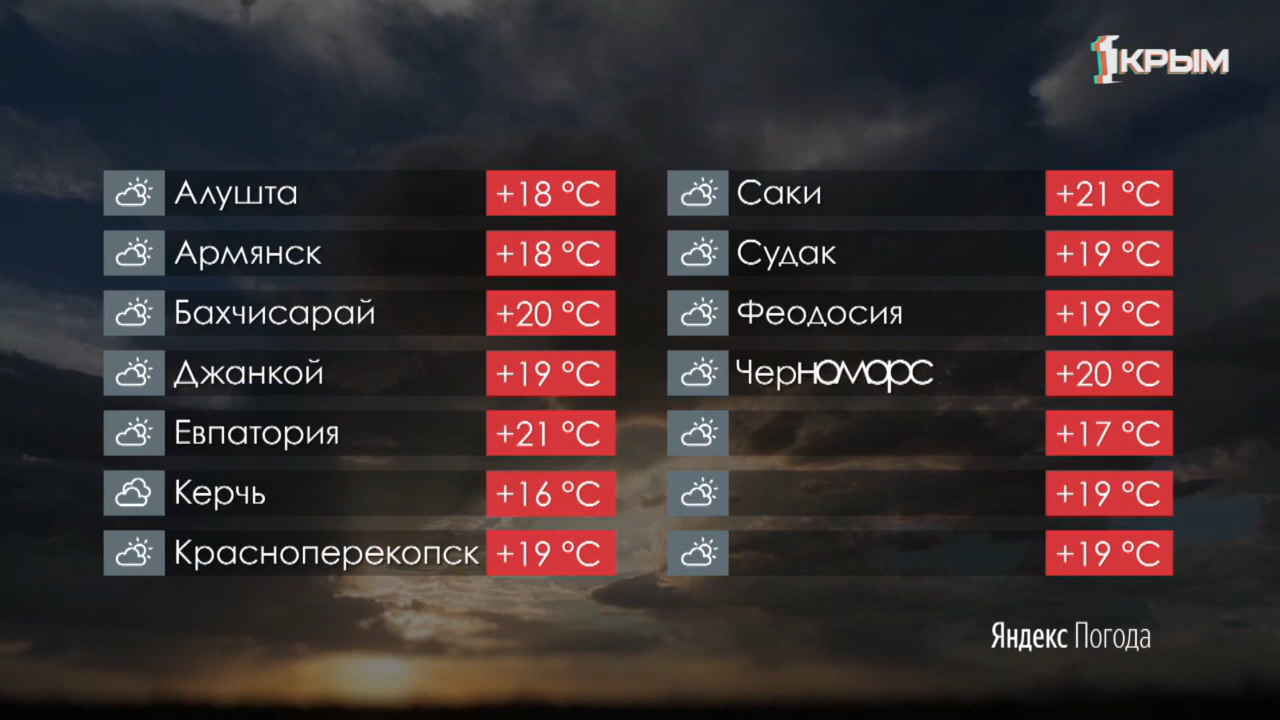 1КРЫМ
Алушта +18 °C
Армянск +18 °C
Бахчисарай +20 °C
Джанкой +19 °C
Евпатория +21 °C
Керчь +16 °C
Красноперекопск +19 °C
Саки +21 °C
Судак +19 °C
Феодосия +19 °C
Черноморс +20 °C
+17 °C
+19 °C
+19 °C
Яндекс Погода